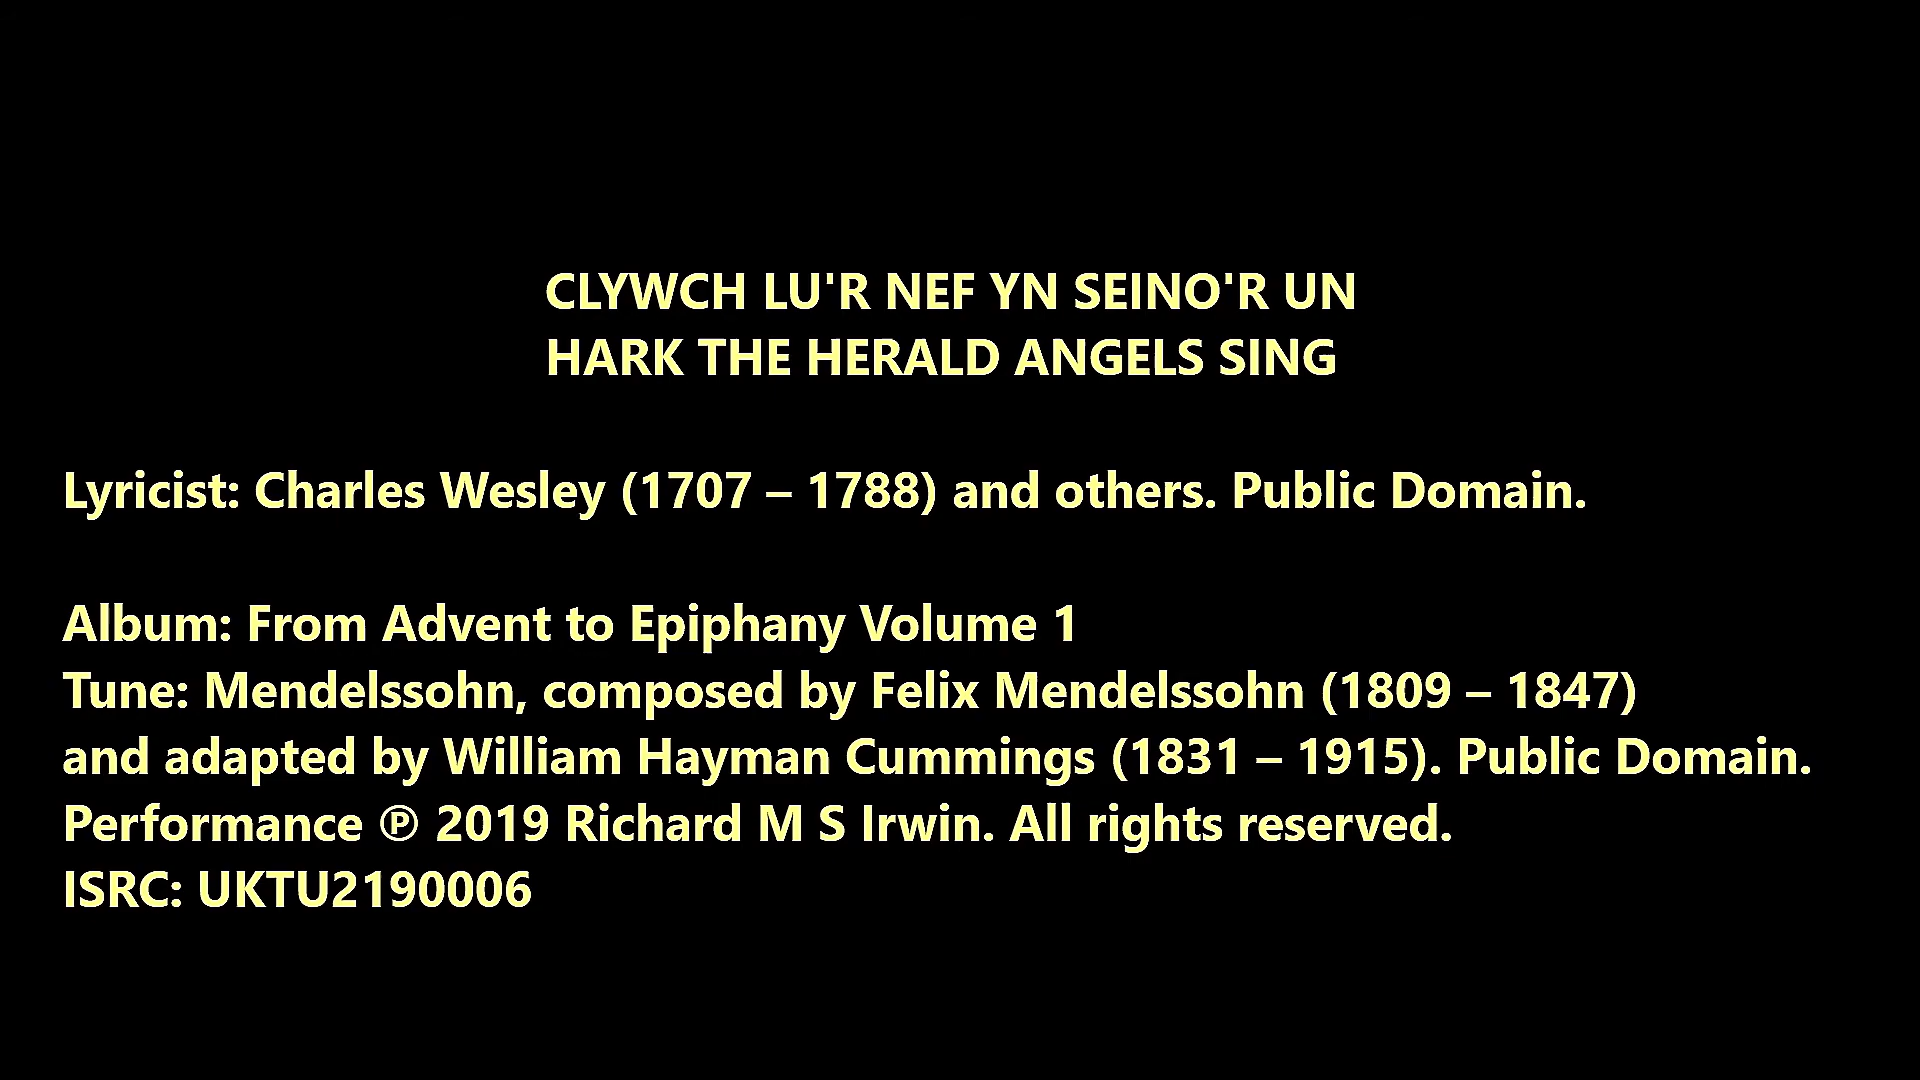 CLYWCH LU'R NEF YN SEINO'R UN
HARK THE HERALD ANGELS SING
Lyricist: Charles Wesley (1707 – 1788) and others. Public Domain.
Album: From Advent to Epiphany Volume 1
Tune: Mendelssohn, composed by Felix Mendelssohn (1809 – 1847)
and adapted by William Hayman Cummings (1831 – 1915). Public Domain.
Performance ℗ 2019 Richard M S Irwin. All rights reserved.
ISRC: UKTU2190006